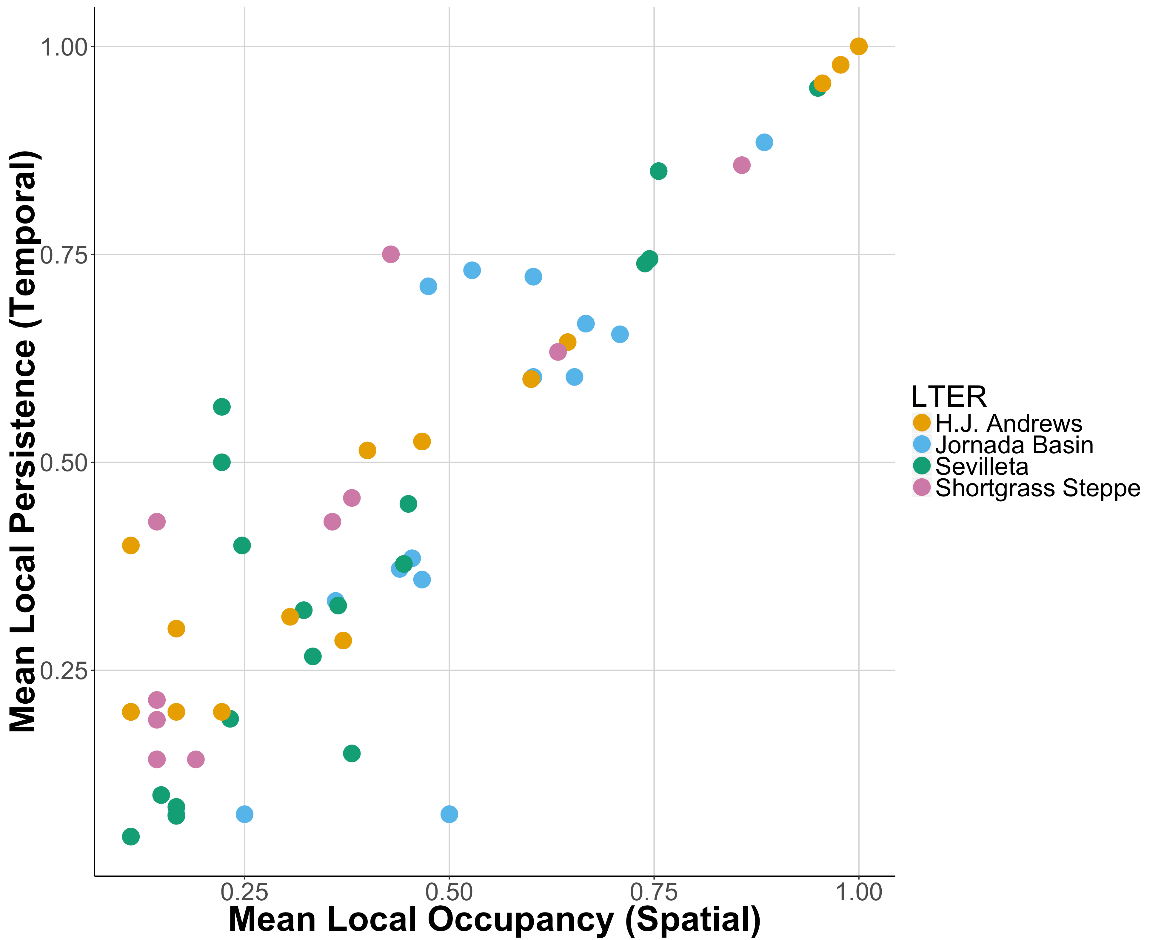 Mean Local Persistence (Temporal)
1.00
0.75
0.50
0.25
0.25 0.50 0.75 1.00
Mean Local Occupancy (Spatial)
LTER
H.J. Andrews
Jornada Basin
Sevilleta
Shortgrass Steppe